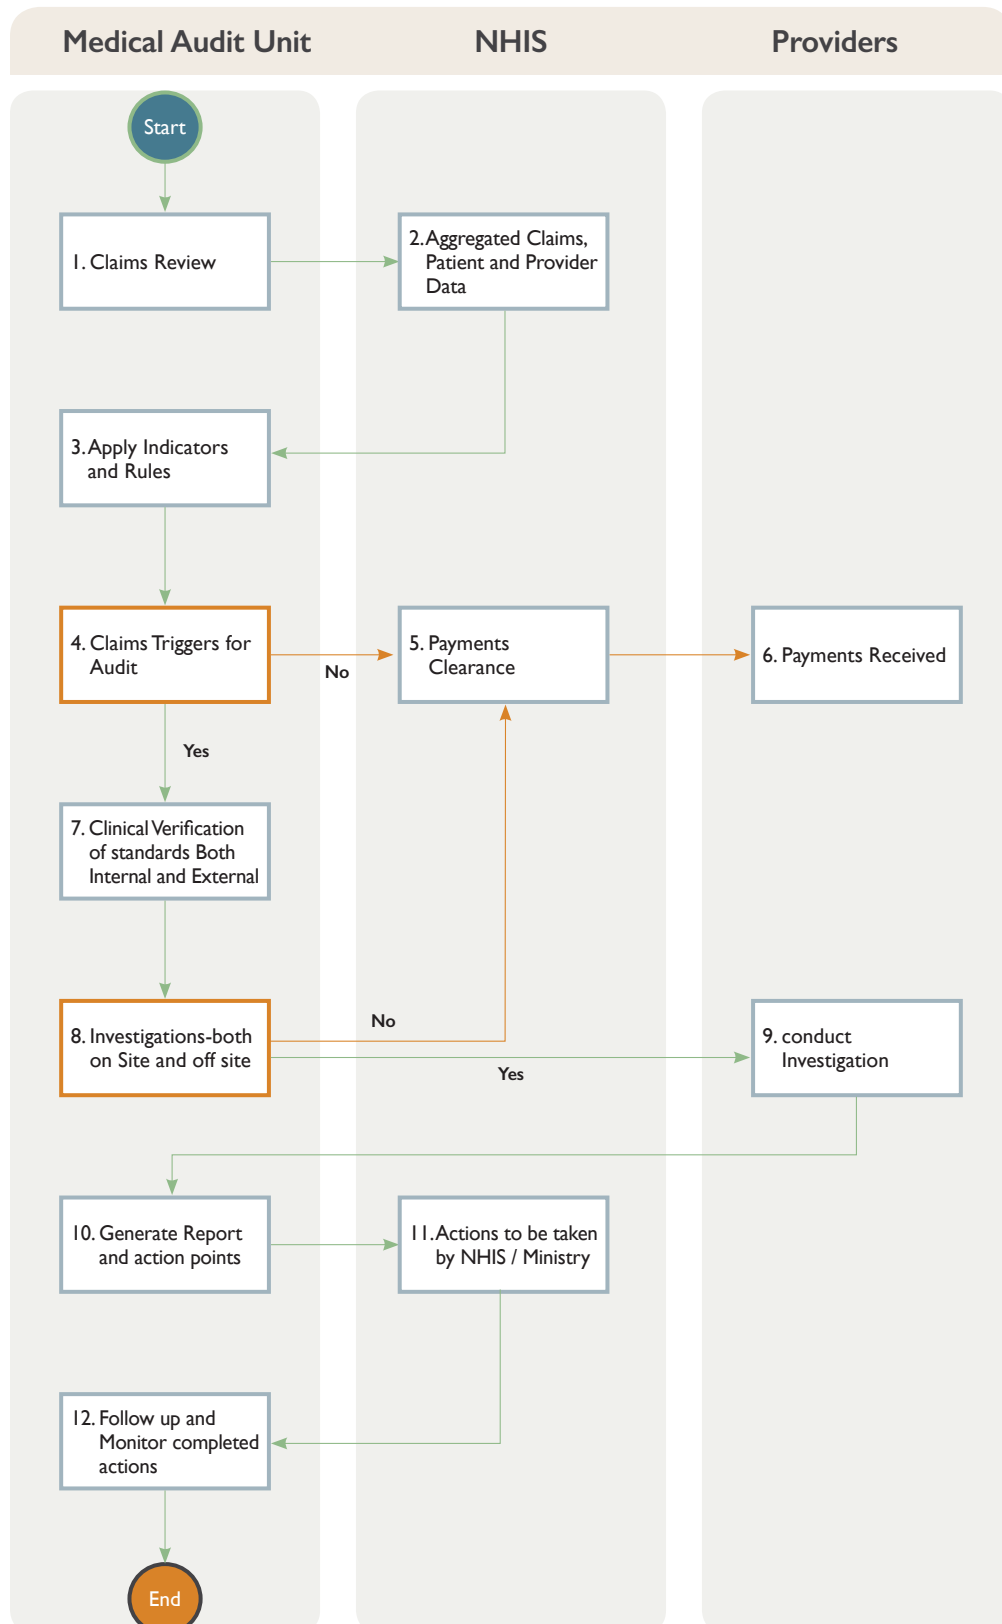 Medical Audit Unit
NHIS
Providers
Start
1. Claims Review
2. Aggregated Claims,
Patient and Provider
Data
3. Apply Indicators
and Rules
4. Claims Triggers for
Audit
No
5. Payments
Clearance
6. Payments Received
Yes
7. Clinical Verification
of standards Both
Internal and External
8. Investigations-both
on Site and off site
No
Yes
9. conduct
Investigation
10. Generate Report
and action points
11. Actions to be taken
by NHIS / Ministry
12. Follow up and
Monitor completed
actions
End